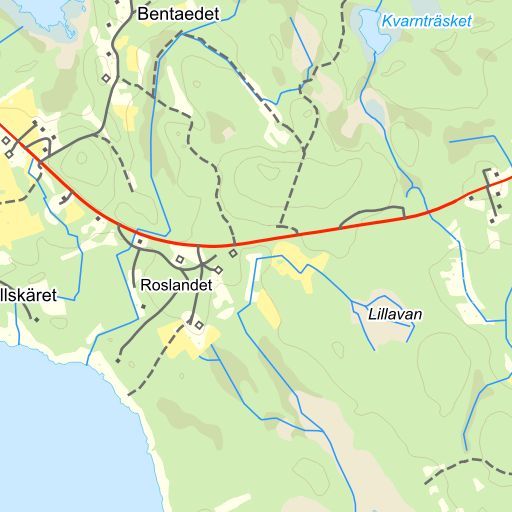 Bentaedet
Kvarnträsket
llskäret
Roslandet
Lillavan